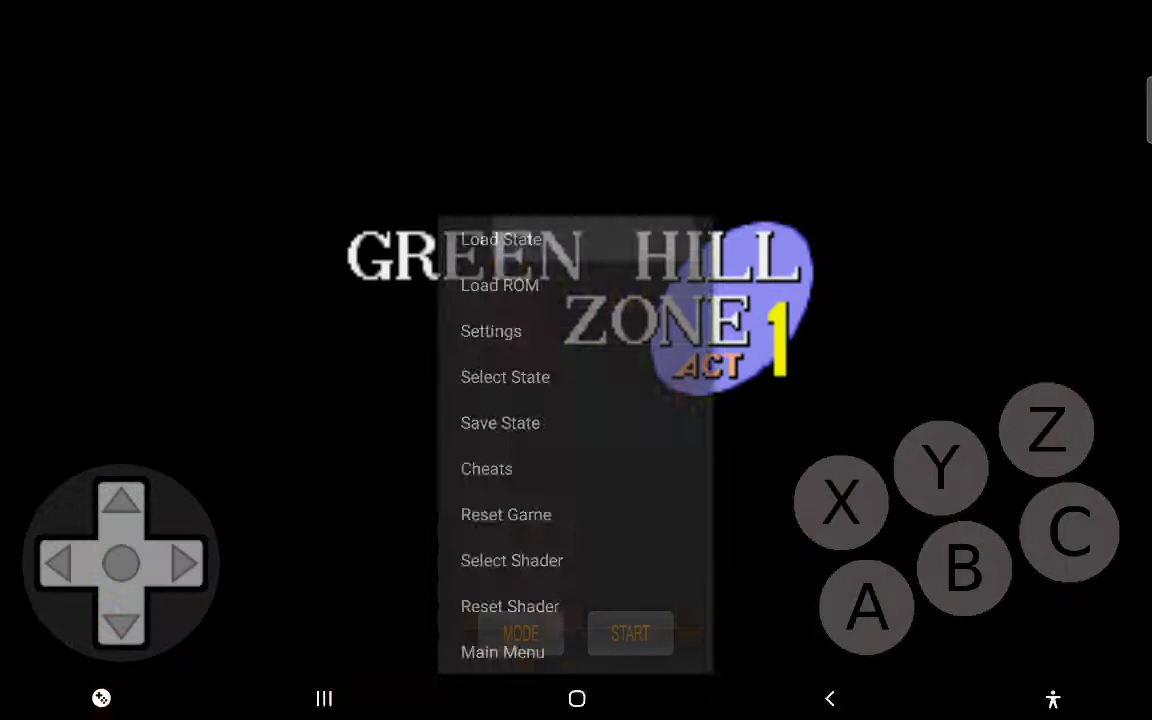 GREEN HILL
ZONE
ACT 1
Load State
Load ROM
Settings
Select State
Save State
Cheats
Reset Game
Select Shader
Reset Shader
Main Menu
MODE
START
X
Y
Z
A
B
C